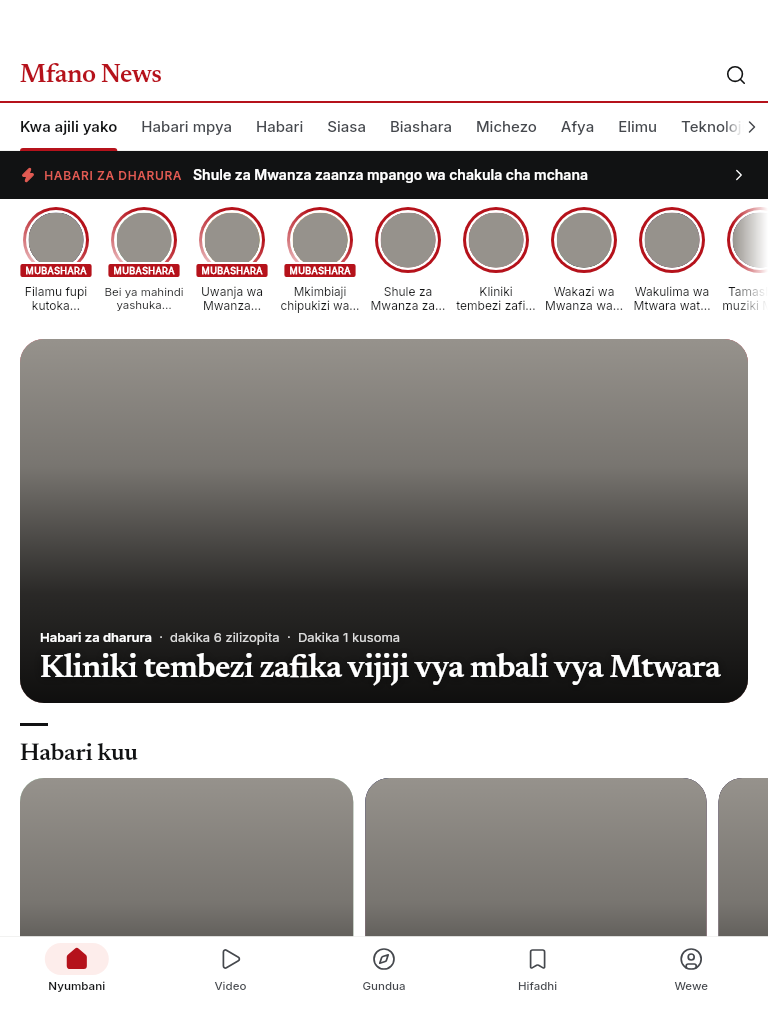 Mfano News
Kwa ajili yako Habari mpya Habari Siasa Biashara Michezo Afya Elimu
HABARI ZA DHARURA Shule za Mwanza zaanza mpango wa chakula cha mchana
MUBASHARA MUBASHARA MUBASHARA MUBASHARA
Filamu fupi kutoka...
Bei ya mahindi yashuka...
Uwanja wa Mwanza...
Mkimbiaji chipukizi wa...
Shule za Mwanza za...
Kliniki tembezi zafi...
Wakazi wa Mwanza wa...
Wakulima wa Mtwara wat...
muziki
Habari za dharura · dakika 6 zilizopita · Dakika 1 kusoma
Kliniki tembezi zafika vijiji vya mbali vya Mtwara
Habari kuu
Nyumbani Video Gundua Hifadhi Wewe